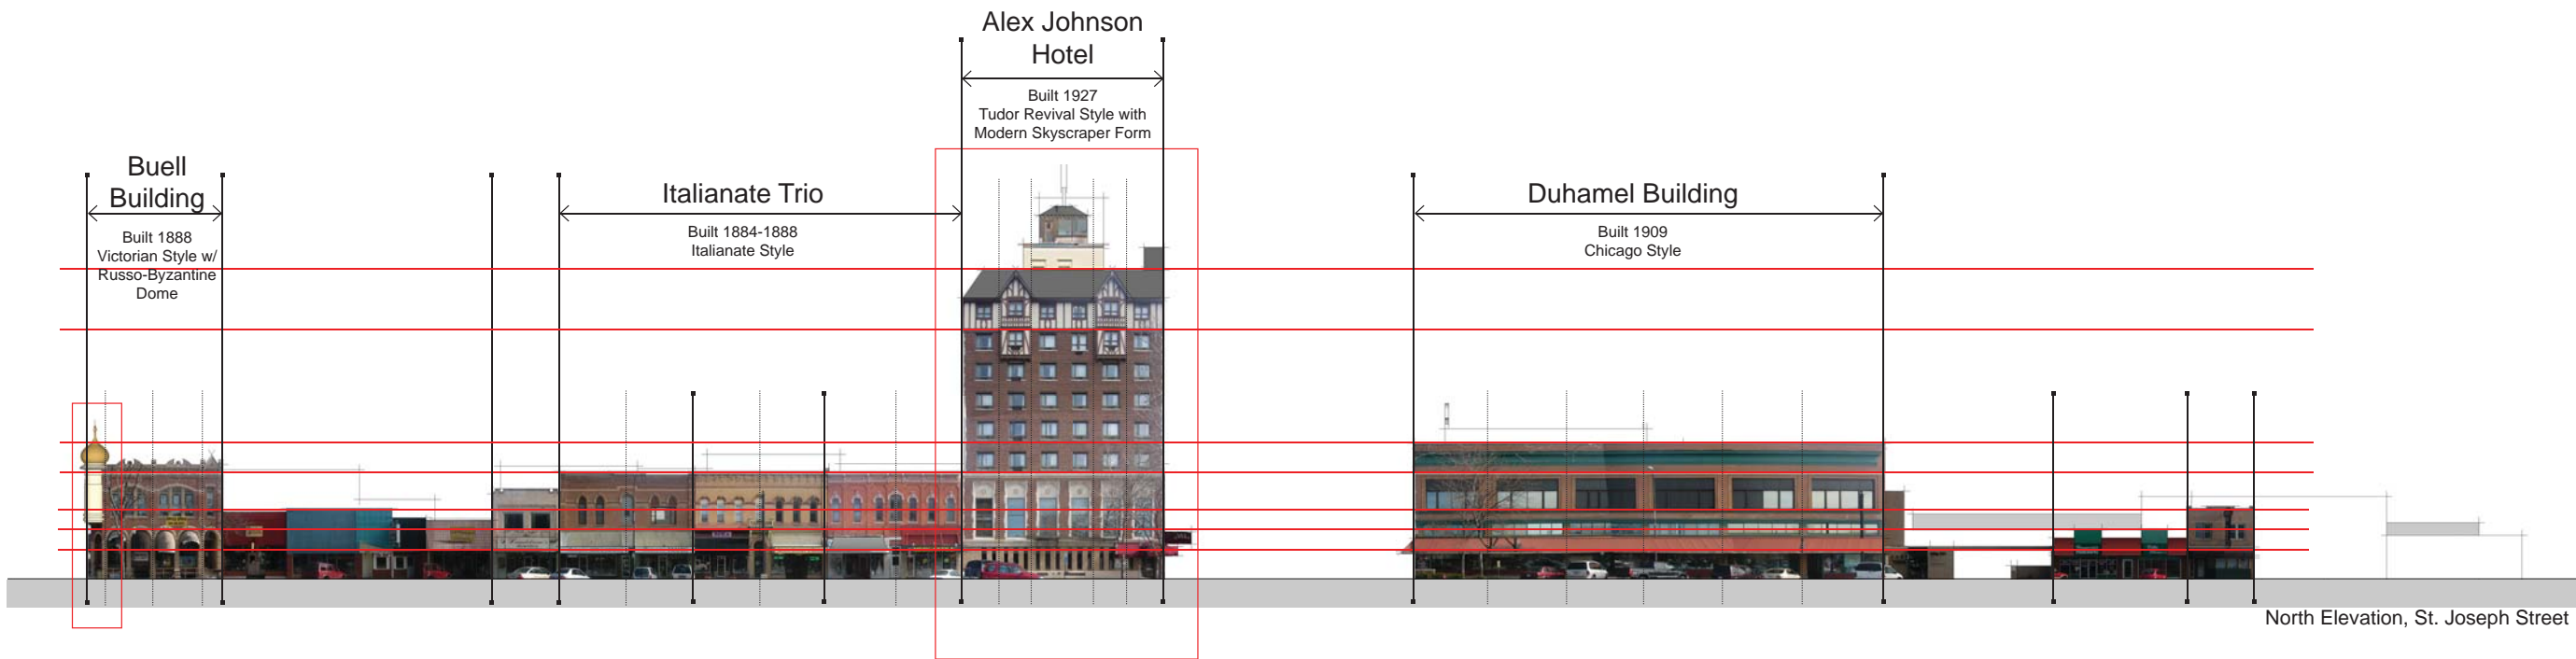 Alex Johnson
Hotel
Built 1927
Tudor Revival Style with
Modern Skyscraper Form
Buell
Building
Built 1888
Victorian Style w/
Russo-Byzantine
Dome
Italianate Trio
Built 1884-1888
Italianate Style
Duhamel Building
Built 1909
Chicago Style
North Elevation, St. Joseph Street